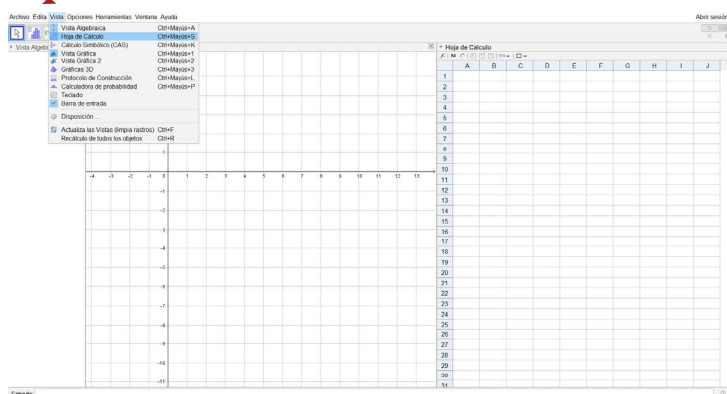 Archivo Edita Vista Opciones Herramientas Ventana Ayuda
Abrir sesión
Vista Algebraica Ctrl+Mayús+A
Hoja de Cálculo Ctrl+Mayús+S
Cálculo Simbólico (CAS) Ctrl+Mayús+K
Vista Gráfica Ctrl+Mayús+1
Vista Gráfica 2 Ctrl+Mayús+2
Gráficas 3D Ctrl+Mayús+3
Protocolo de Construcción Ctrl+Mayús+L
Calculadora de probabilidad Ctrl+Mayús+P
Teclado
Barra de entrada
Disposición ...
Actualiza las Vistas (limpia rastros) Ctrl+F
Recálculo de todos los objetos Ctrl+R
Vista Algebr
1
-4 -3 -2 -1 0 1 2 3 4 5 6 7 8 9 10 11 12 13
-1
-2
-3
-4
-5
-6
-7
-8
-9
-10
-11
Hoja de Cálculo
A B C D E F G H I J
1
2
3
4
5
6
7
8
9
10
11
12
13
14
15
16
17
18
19
20
21
22
23
24
25
26
27
28
29
30
31
Entrada: